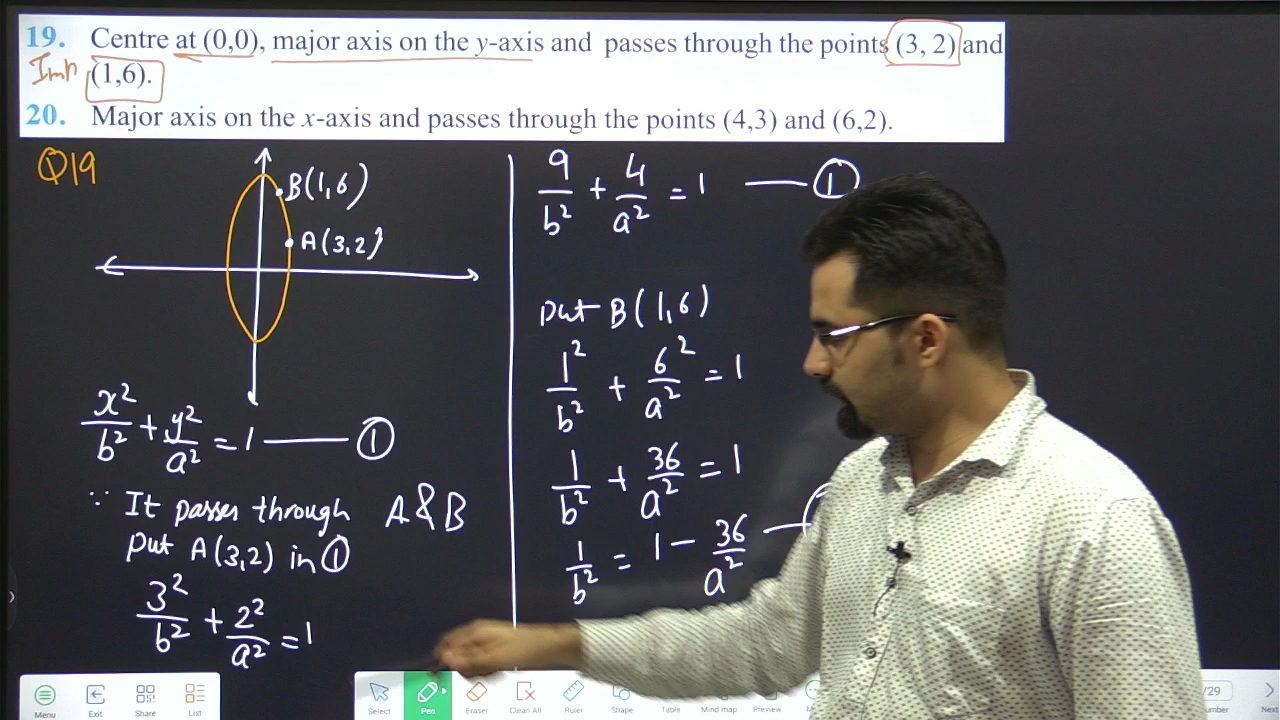 19. Centre at (0,0), major axis on the y-axis and passes through the points (3, 2) and
Imp (1,6).
20. Major axis on the x-axis and passes through the points (4,3) and (6,2).
Q19
B(1,6)
A(3,2)
x²/b² + y²/a² = 1 —— ①
∵ It passes through A&B
put A(3,2) in ①
3²/b² + 2²/a² = 1
9/b² + 4/a² = 1 —— ①
put B(1,6)
1²/b² + 6²/a² = 1
1/b² + 36/a² = 1
1/b² = 1 - 36/a² —
Menu Exit Share List
Select Pen Eraser Clean All Ruler Shape Table Mind map Preview
/29
Next